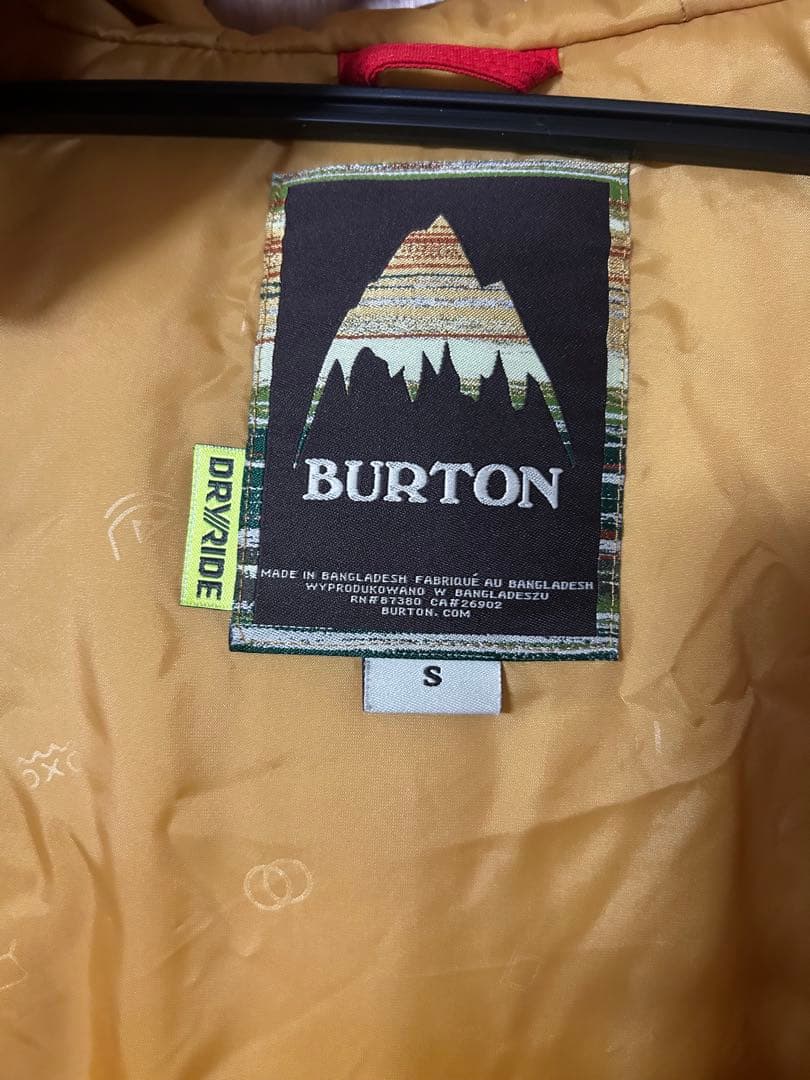 BURTON
DRY//RIDE
MADE IN BANGLADESH FABRIQUÉ AU BANGLADESH
WYPRODUKOWANO W BANGLADESZU
RN#87380 CA#26902
BURTON.COM
S